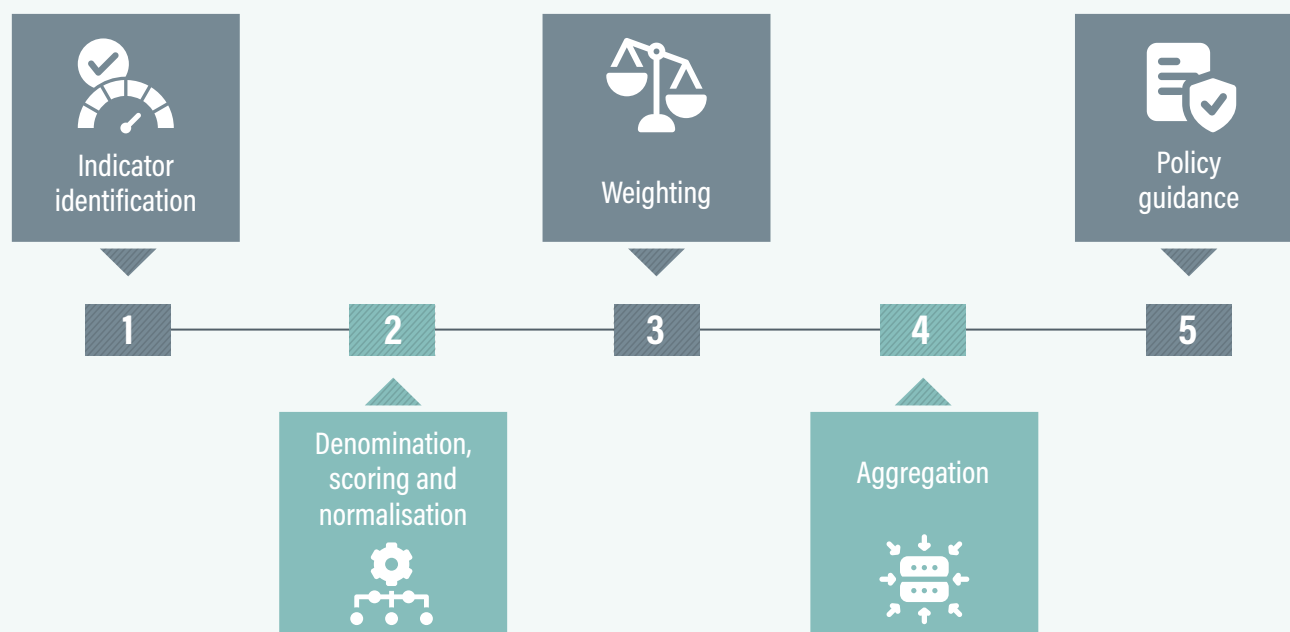 Indicator
identification
Weighting
Policy
guidance
1
2
3
4
5
Denomination,
scoring and
normalisation
Aggregation